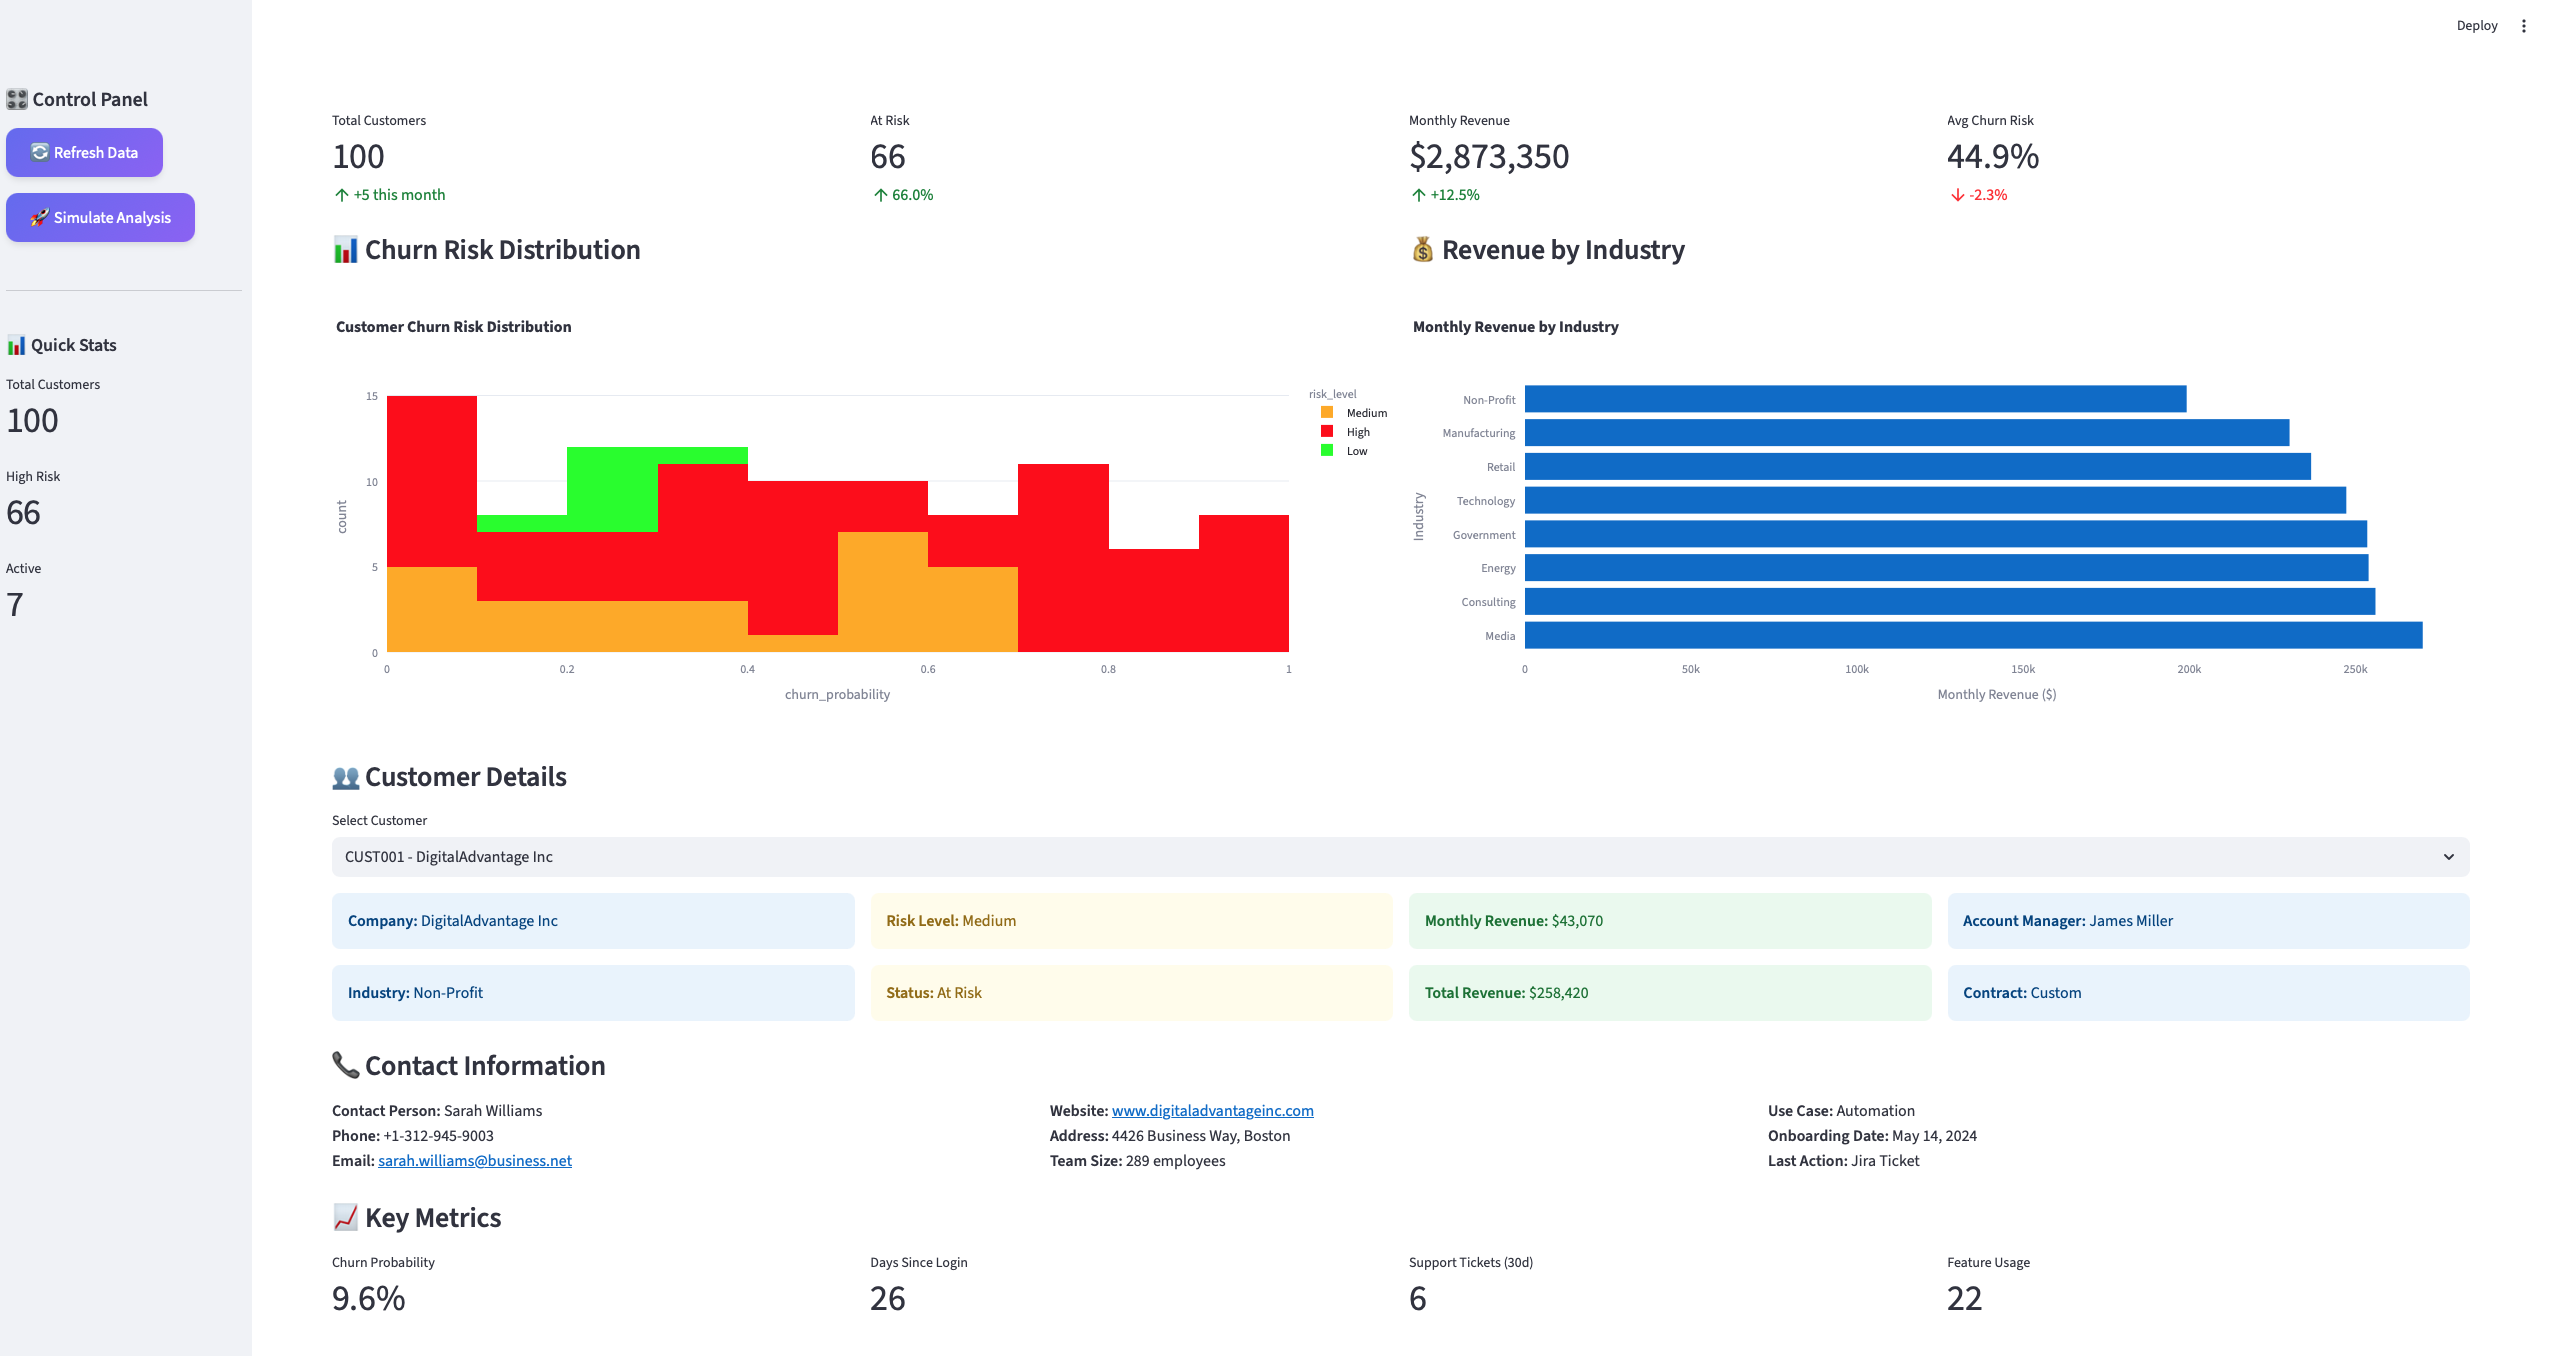 Deploy
Control Panel
Refresh Data
Simulate Analysis
Quick Stats
Total Customers
100
High Risk
66
Active
7
Total Customers
100
+5 this month
At Risk
66
66.0%
Monthly Revenue
$2,873,350
+12.5%
Avg Churn Risk
44.9%
-2.3%
Churn Risk Distribution
Customer Churn Risk Distribution
15
10
5
0
count
0 0.2 0.4 0.6 0.8 1
churn_probability
risk_level
Medium
High
Low
Revenue by Industry
Monthly Revenue by Industry
Industry
Non-Profit
Manufacturing
Retail
Technology
Government
Energy
Consulting
Media
0 50k 100k 150k 200k 250k
Monthly Revenue ($)
Customer Details
Select Customer
CUST001 - DigitalAdvantage Inc
Company: DigitalAdvantage Inc
Risk Level: Medium
Monthly Revenue: $43,070
Account Manager: James Miller
Industry: Non-Profit
Status: At Risk
Total Revenue: $258,420
Contract: Custom
Contact Information
Contact Person: Sarah Williams
Phone: +1-312-945-9003
Email: sarah.williams@business.net
Website: www.digitaladvantageinc.com
Address: 4426 Business Way, Boston
Team Size: 289 employees
Use Case: Automation
Onboarding Date: May 14, 2024
Last Action: Jira Ticket
Key Metrics
Churn Probability
9.6%
Days Since Login
26
Support Tickets (30d)
6
Feature Usage
22